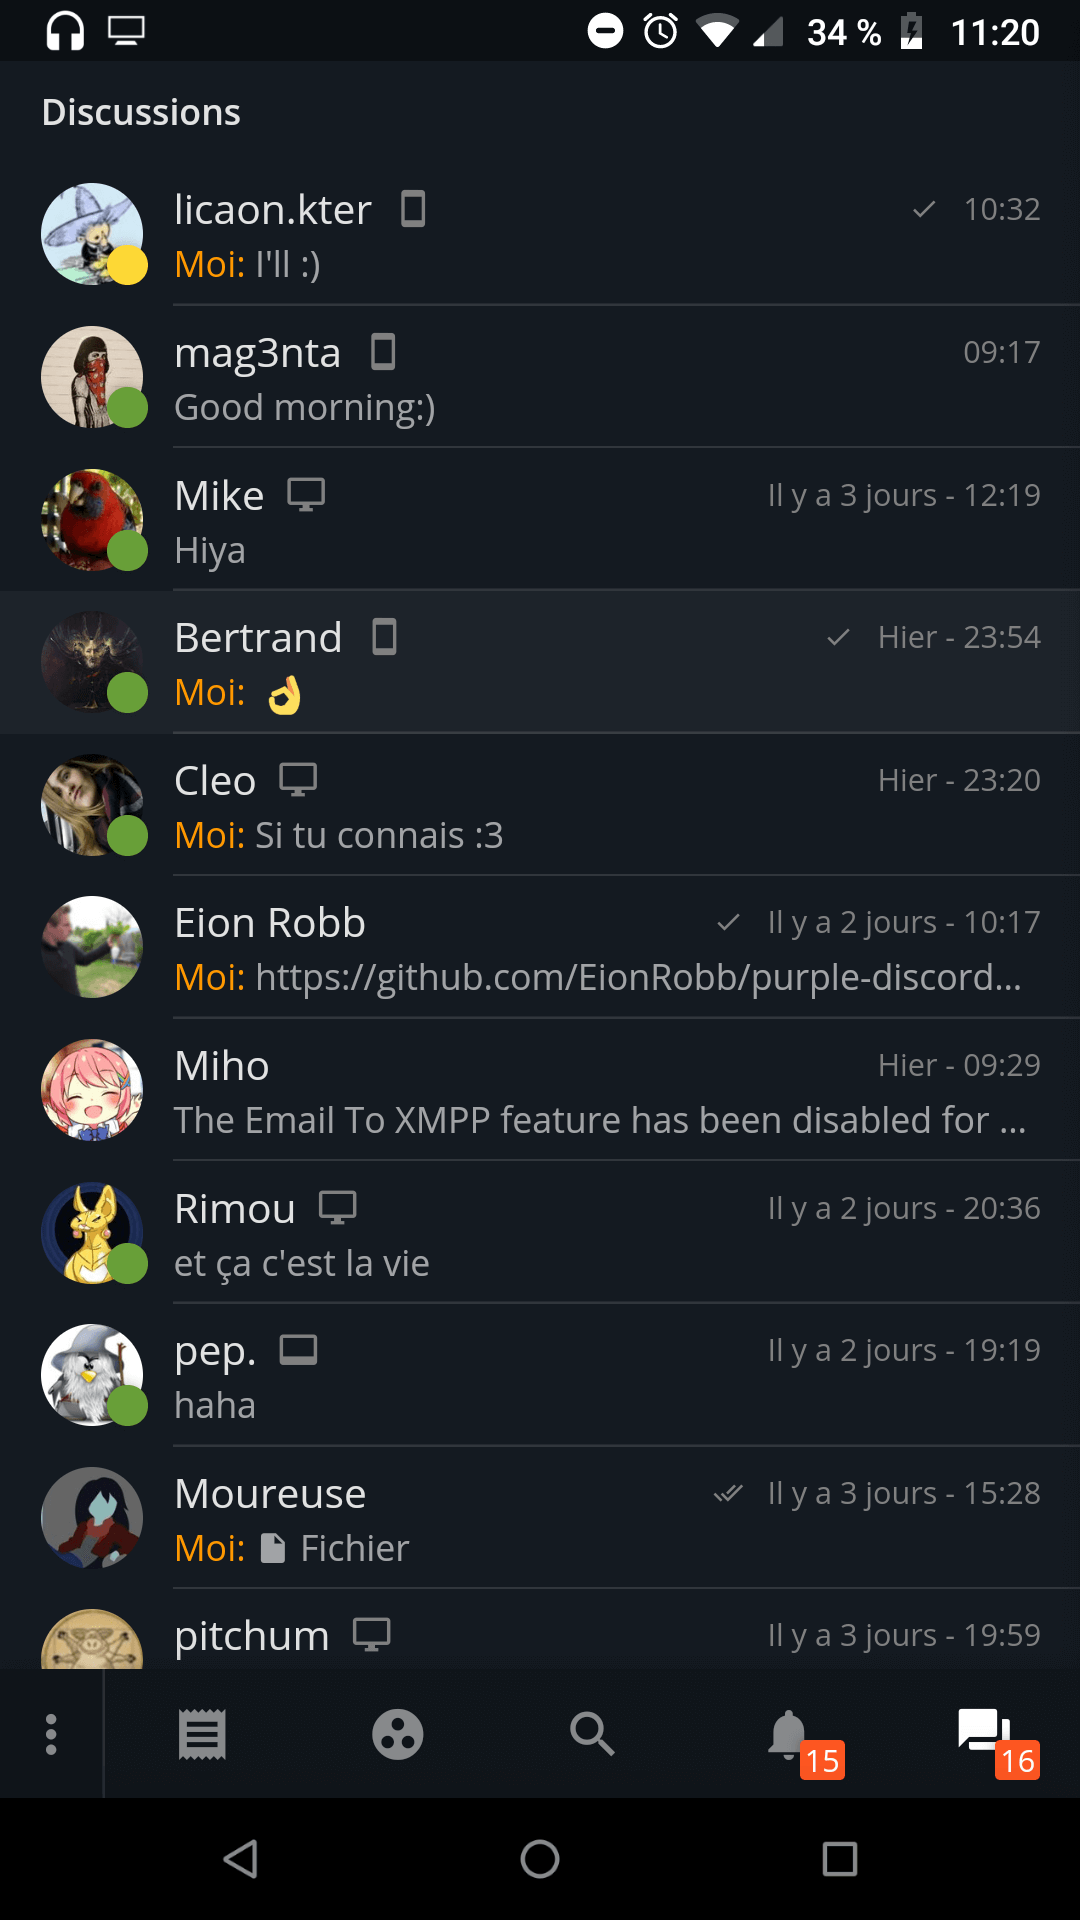 34 % 11:20
Discussions
licaon.kter 10:32
Moi: I'll :)
mag3nta 09:17
Good morning:)
Mike Il y a 3 jours - 12:19
Hiya
Bertrand Hier - 23:54
Moi: 👌
Cleo Hier - 23:20
Moi: Si tu connais :3
Eion Robb Il y a 2 jours - 10:17
Moi: https://github.com/EionRobb/purple-discord...
Miho Hier - 09:29
The Email To XMPP feature has been disabled for ...
Rimou Il y a 2 jours - 20:36
et ça c'est la vie
pep. Il y a 2 jours - 19:19
haha
Moureuse Il y a 3 jours - 15:28
Moi: Fichier
pitchum Il y a 3 jours - 19:59
15 16